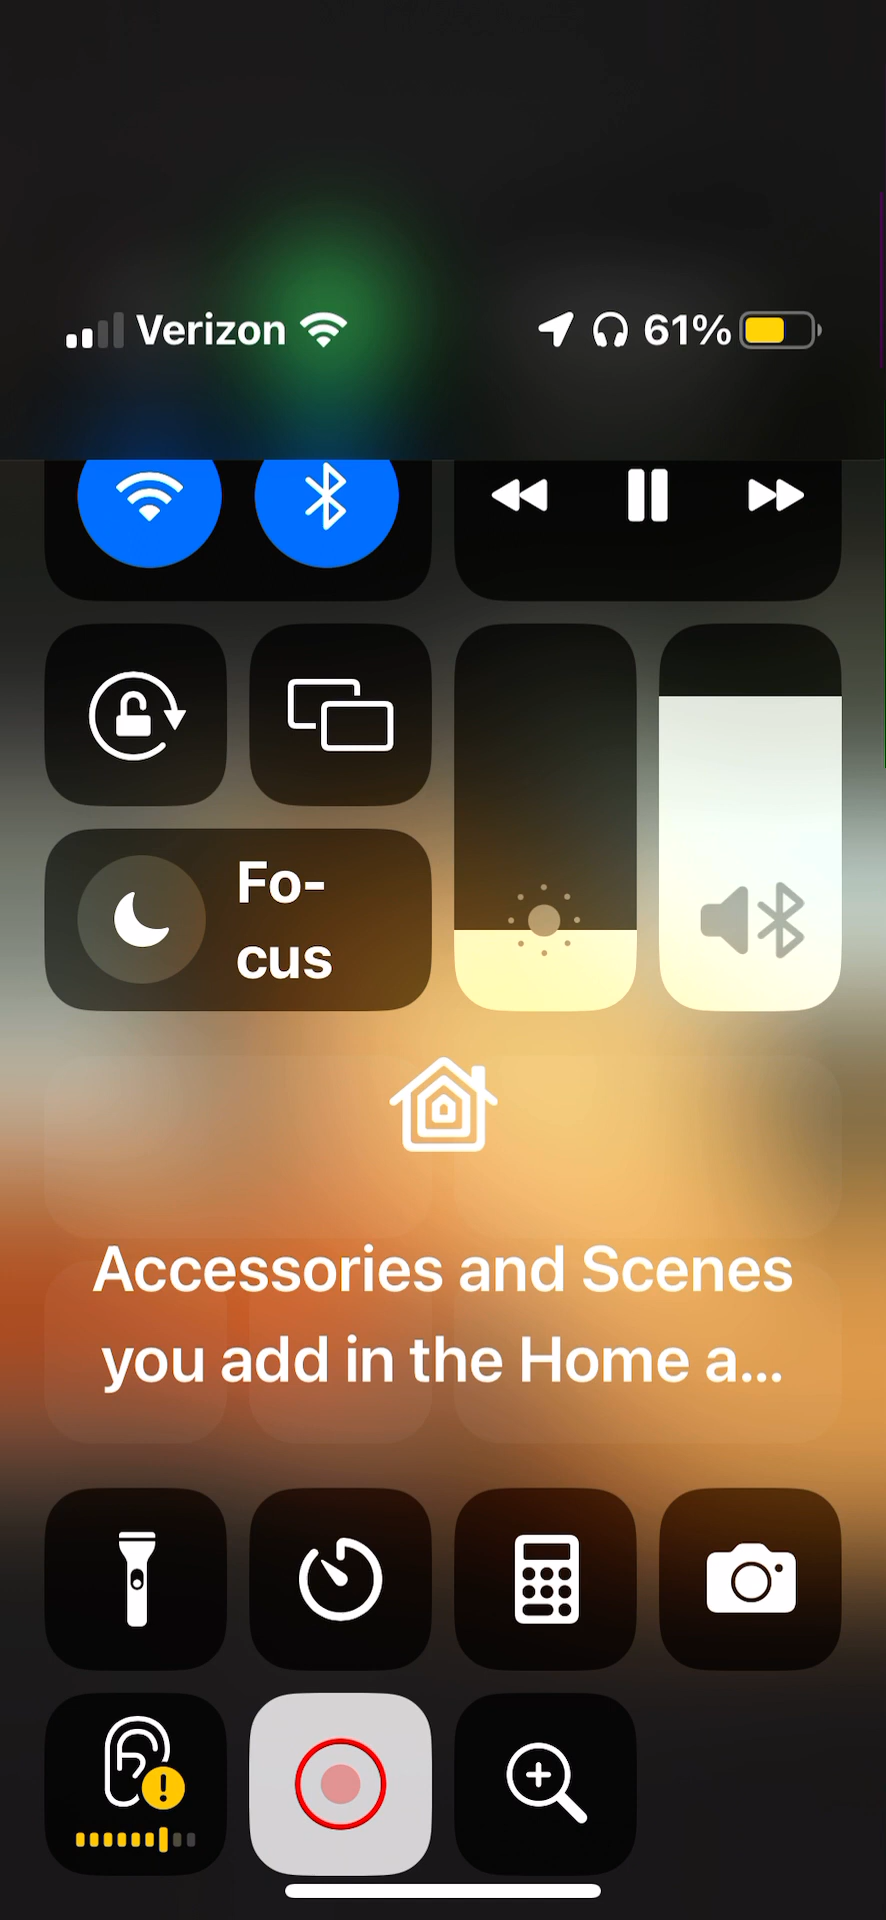 Verizon 61%
Fo-
cus
Accessories and Scenes
you add in the Home a...